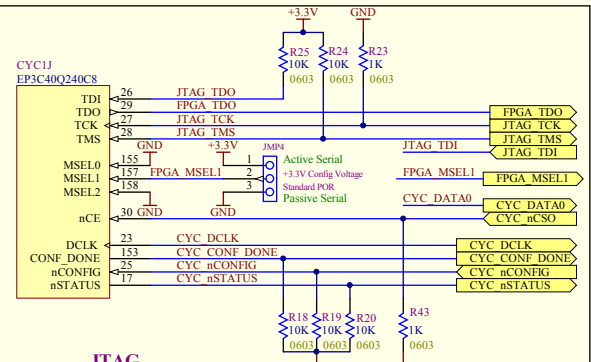 +3.3V GND
R25 R24 R23
10K 10K 1K
0603 0603 0603
CYC1J
EP3C40Q240C8
TDI 26 JTAG_TDO
TDO 29 FPGA_TDO FPGA_TDO
TCK 27 JTAG_TCK JTAG_TCK
TMS 28 JTAG_TMS JTAG_TMS
JTAG_TDI JTAG_TDI
GND +3.3V JMP4
MSEL0 155 1 Active Serial
MSEL1 157 FPGA_MSEL1 2 +3.3V Config Voltage FPGA_MSEL1 FPGA_MSEL1
MSEL2 158 3 Standard POR
Passive Serial
CYC_DATA0 CYC_DATA0
GND GND
nCE 30 CYC_nCSO
DCLK 23 CYC_DCLK CYC_DCLK
CONF_DONE 153 CYC_CONF_DONE CYC_CONF_DONE
nCONFIG 25 CYC_nCONFIG CYC_nCONFIG
nSTATUS 17 CYC_nSTATUS CYC_nSTATUS
R18 R19 R20 R43
10K 10K 10K 1K
0603 0603 0603 0603
JTAG